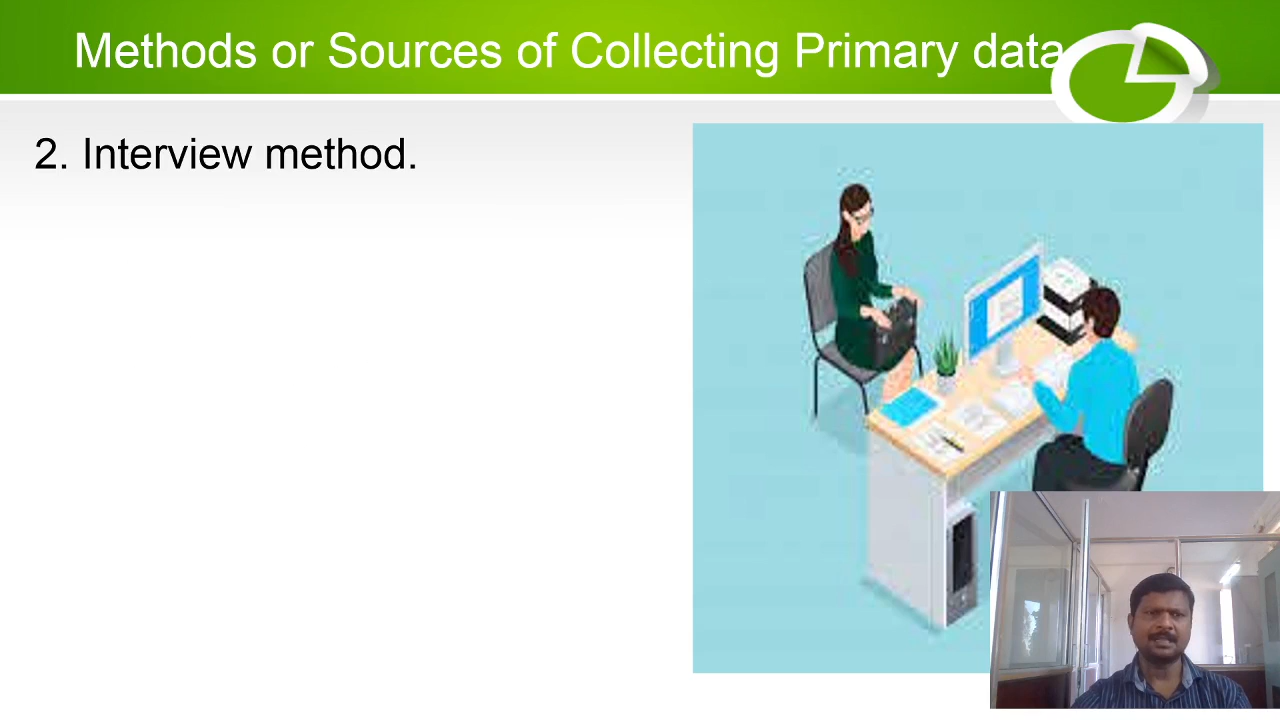 Methods or Sources of Collecting Primary data
2. Interview method.